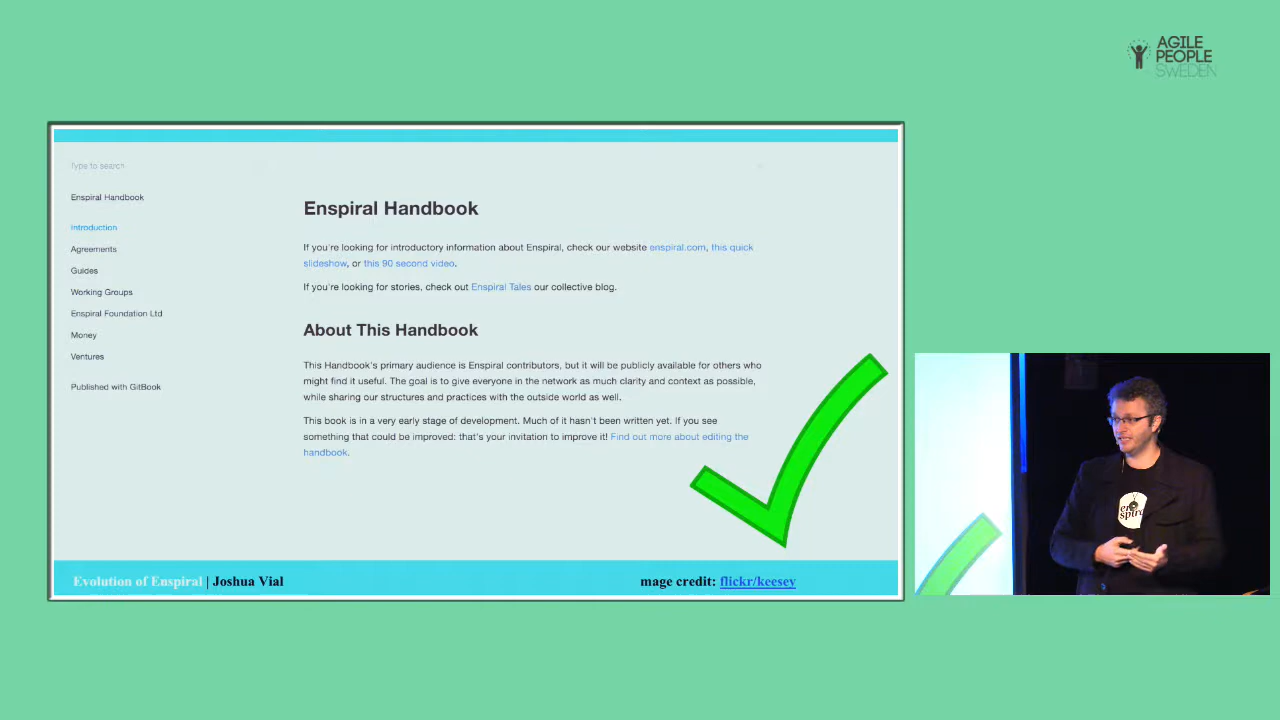 AGILE
PEOPLE
SWEDEN
Type to search
Enspiral Handbook
Introduction
Agreements
Guides
Working Groups
Enspiral Foundation Ltd
Money
Ventures
Published with GitBook
Enspiral Handbook
If you're looking for introductory information about Enspiral, check our website enspiral.com, this quick
slideshow, or this 90 second video.
If you're looking for stories, check out Enspiral Tales our collective blog.
About This Handbook
This Handbook's primary audience is Enspiral contributors, but it will be publicly available for others who
might find it useful. The goal is to give everyone in the network as much clarity and context as possible,
while sharing our structures and practices with the outside world as well.
This book is in a very early stage of development. Much of it hasn't been written yet. If you see
something that could be improved: that's your invitation to improve it! Find out more about editing the
handbook.
Evolution of Enspiral | Joshua Vial
mage credit: flickr/keesey
en
spiral